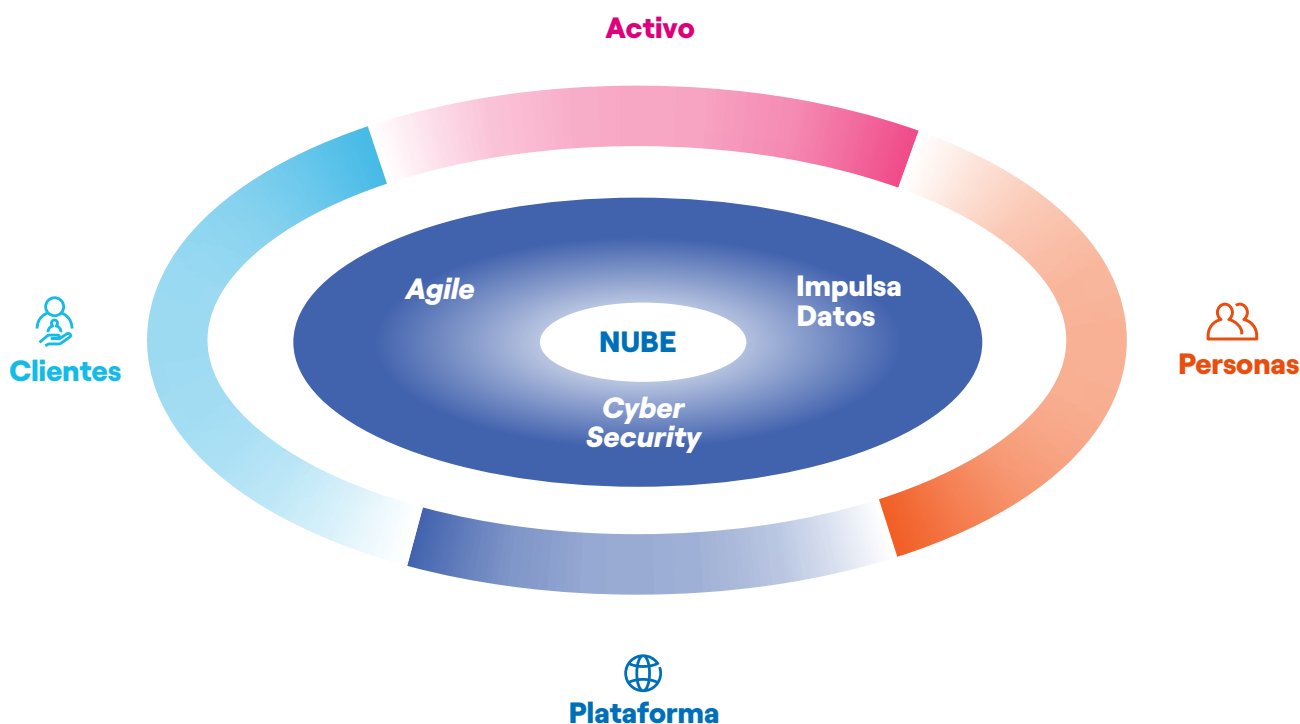 Activo
Agile
Impulsa
Datos
NUBE
Clientes
Personas
Cyber
Security
Plataforma